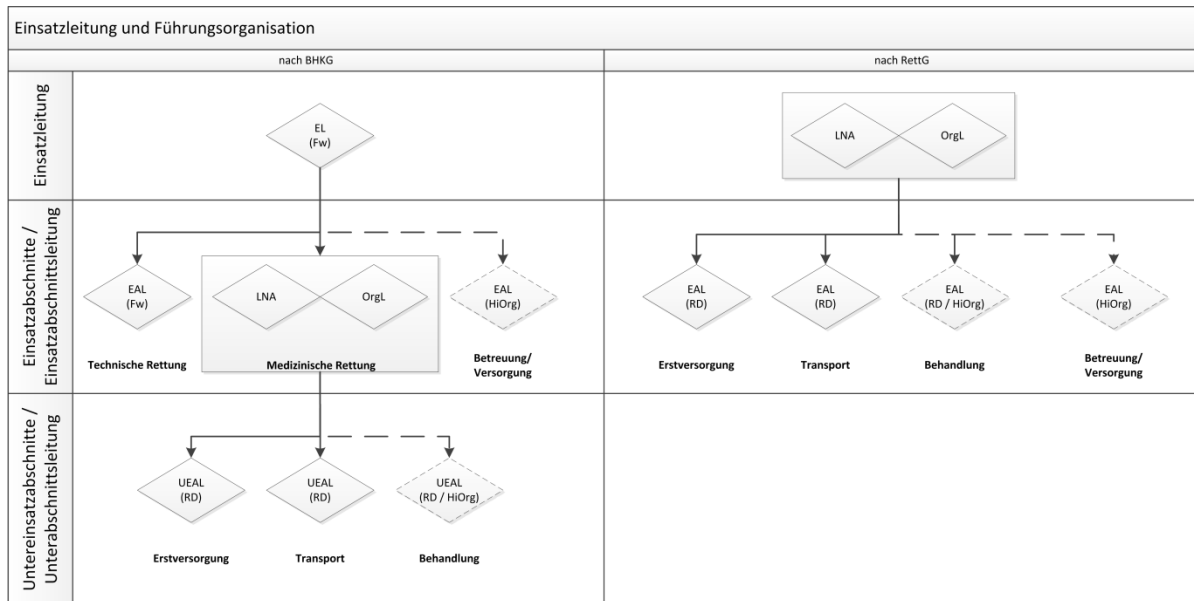 Einsatzleitung und Führungsorganisation
nach BHKG
nach RettG
Einsatzleitung
EL
(Fw)
LNA
OrgL
Einsatzabschnitte /
Einsatzabschnittsleitung
EAL
(Fw)
LNA
OrgL
EAL
(HiOrg)
Technische Rettung
Medizinische Rettung
Betreuung/
Versorgung
EAL
(RD)
EAL
(RD)
EAL
(RD / HiOrg)
EAL
(HiOrg)
Erstversorgung
Transport
Behandlung
Betreuung/
Versorgung
Untereinsatzabschnitte /
Unterabschnittsleitung
UEAL
(RD)
UEAL
(RD)
UEAL
(RD / HiOrg)
Erstversorgung
Transport
Behandlung